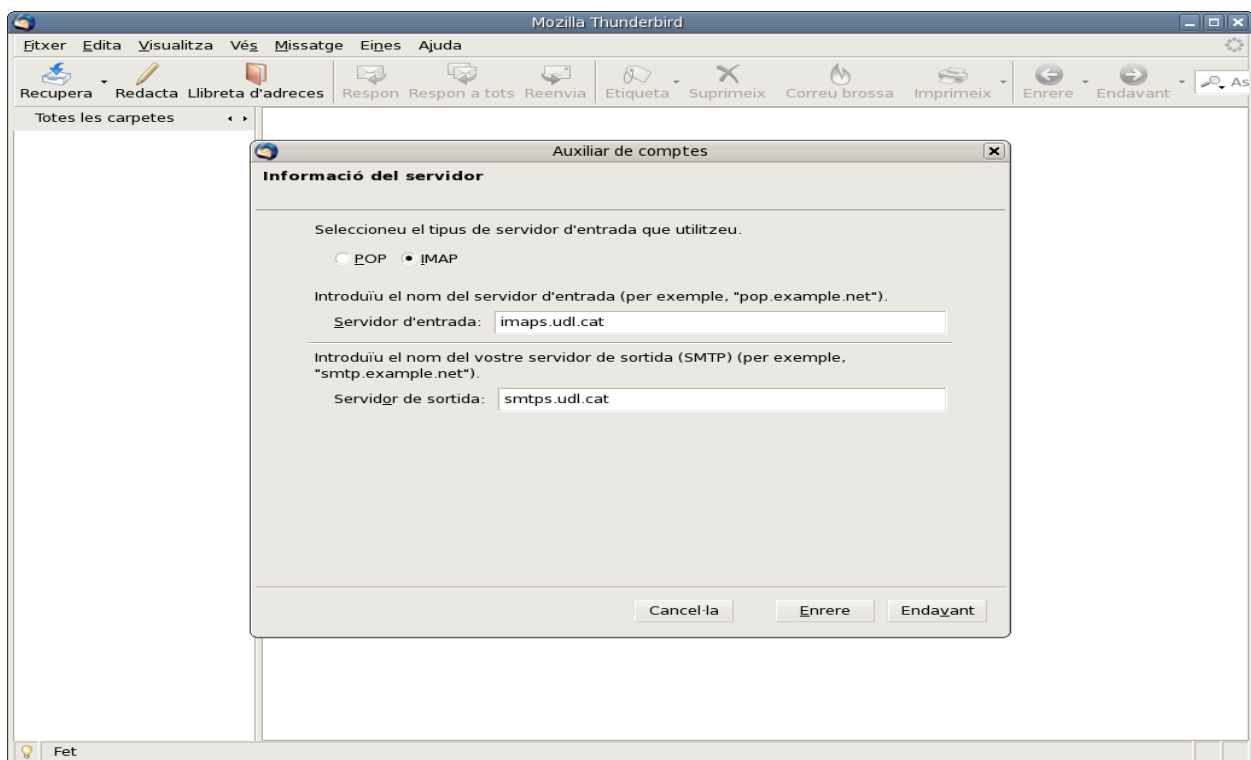 Mozilla Thunderbird
Fitxer Edita Visualitza Vés Missatge Eines Ajuda
Recupera Redacta Llibreta d'adreces Respon Respon a tots Reenvia Etiqueta Suprimeix Correu brossa Imprimeix Enrere Endavant As
Totes les carpetes
Auxiliar de comptes
Informació del servidor
Seleccioneu el tipus de servidor d'entrada que utilitzeu.
POP IMAP
Introduïu el nom del servidor d'entrada (per exemple, "pop.example.net").
Servidor d'entrada: imaps.udl.cat
Introduïu el nom del vostre servidor de sortida (SMTP) (per exemple,
"smtp.example.net").
Servidor de sortida: smtps.udl.cat
Cancel·la Enrere Endavant
Fet